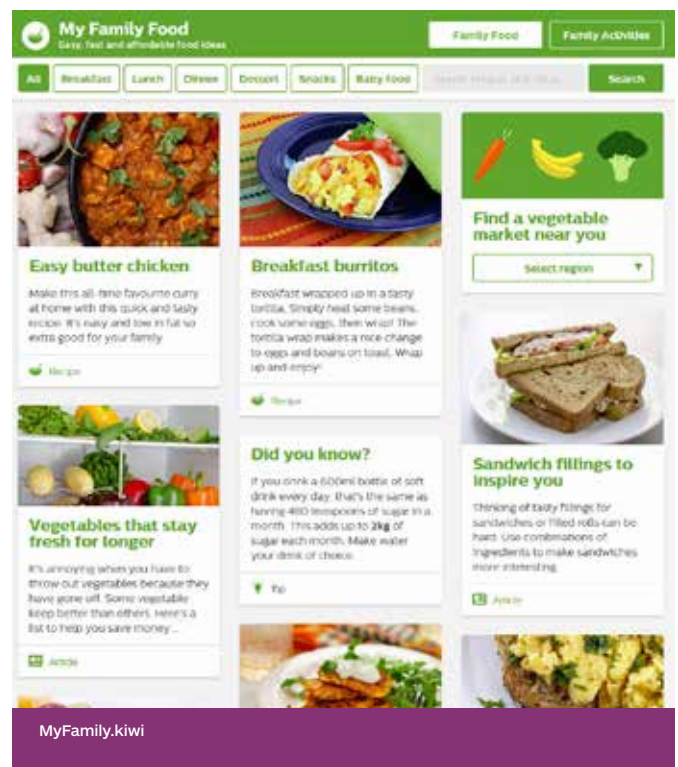 My Family Food
Easy, fast and affordable food ideas
Family Food
Family Activities
All
Breakfast
Lunch
Dinner
Dessert
Snacks
Baby food
Search
Easy butter chicken
Make this all-time favourite curry
at home with this quick and tasty
recipe. It's easy and low in fat so
extra good for your family.
Recipe
Vegetables that stay
fresh for longer
It's annoying when you have to
throw out vegetables because they
have gone off. Some vegetable
keep better than others. Here's a
list to help you save money...
Article
Breakfast burritos
Breakfast wrapped up in a tasty
tortilla. Simply heat some beans,
cook some eggs, then wrap! The
tortilla wrap makes a nice change
to eggs and beans on toast. Wrap
up and enjoy!
Recipe
Did you know?
If you drink a 600ml bottle of soft
drink every day, that's the same as
having 480 teaspoons of sugar in a
month. This adds up to 2kg of
sugar each month. Make water
your drink of choice.
Tip
Find a vegetable
market near you
Select region
Sandwich fillings to
inspire you
Thinking of tasty fillings for
sandwiches or filled rolls can be
hard. Use combinations of
ingredients to make sandwiches
more interesting.
Article
MyFamily.kiwi